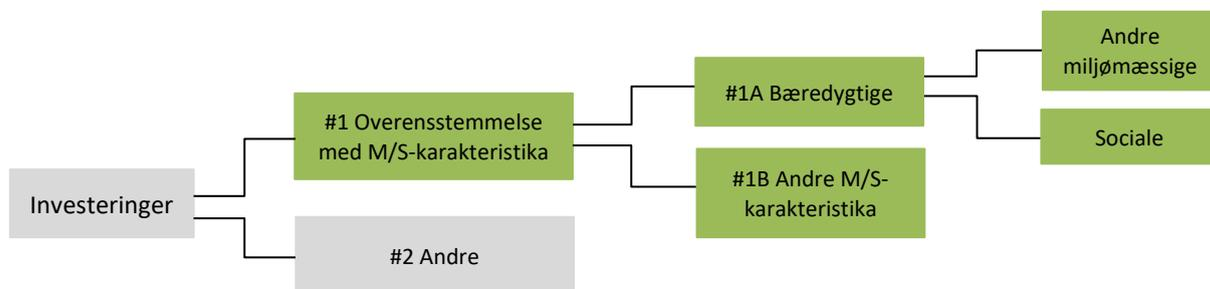 Investeringer
#1 Overensstemmelse
med M/S-karakteristika
#2 Andre
#1A Bæredygtige
#1B Andre M/S-
karakteristika
Andre
miljømæssige
Sociale